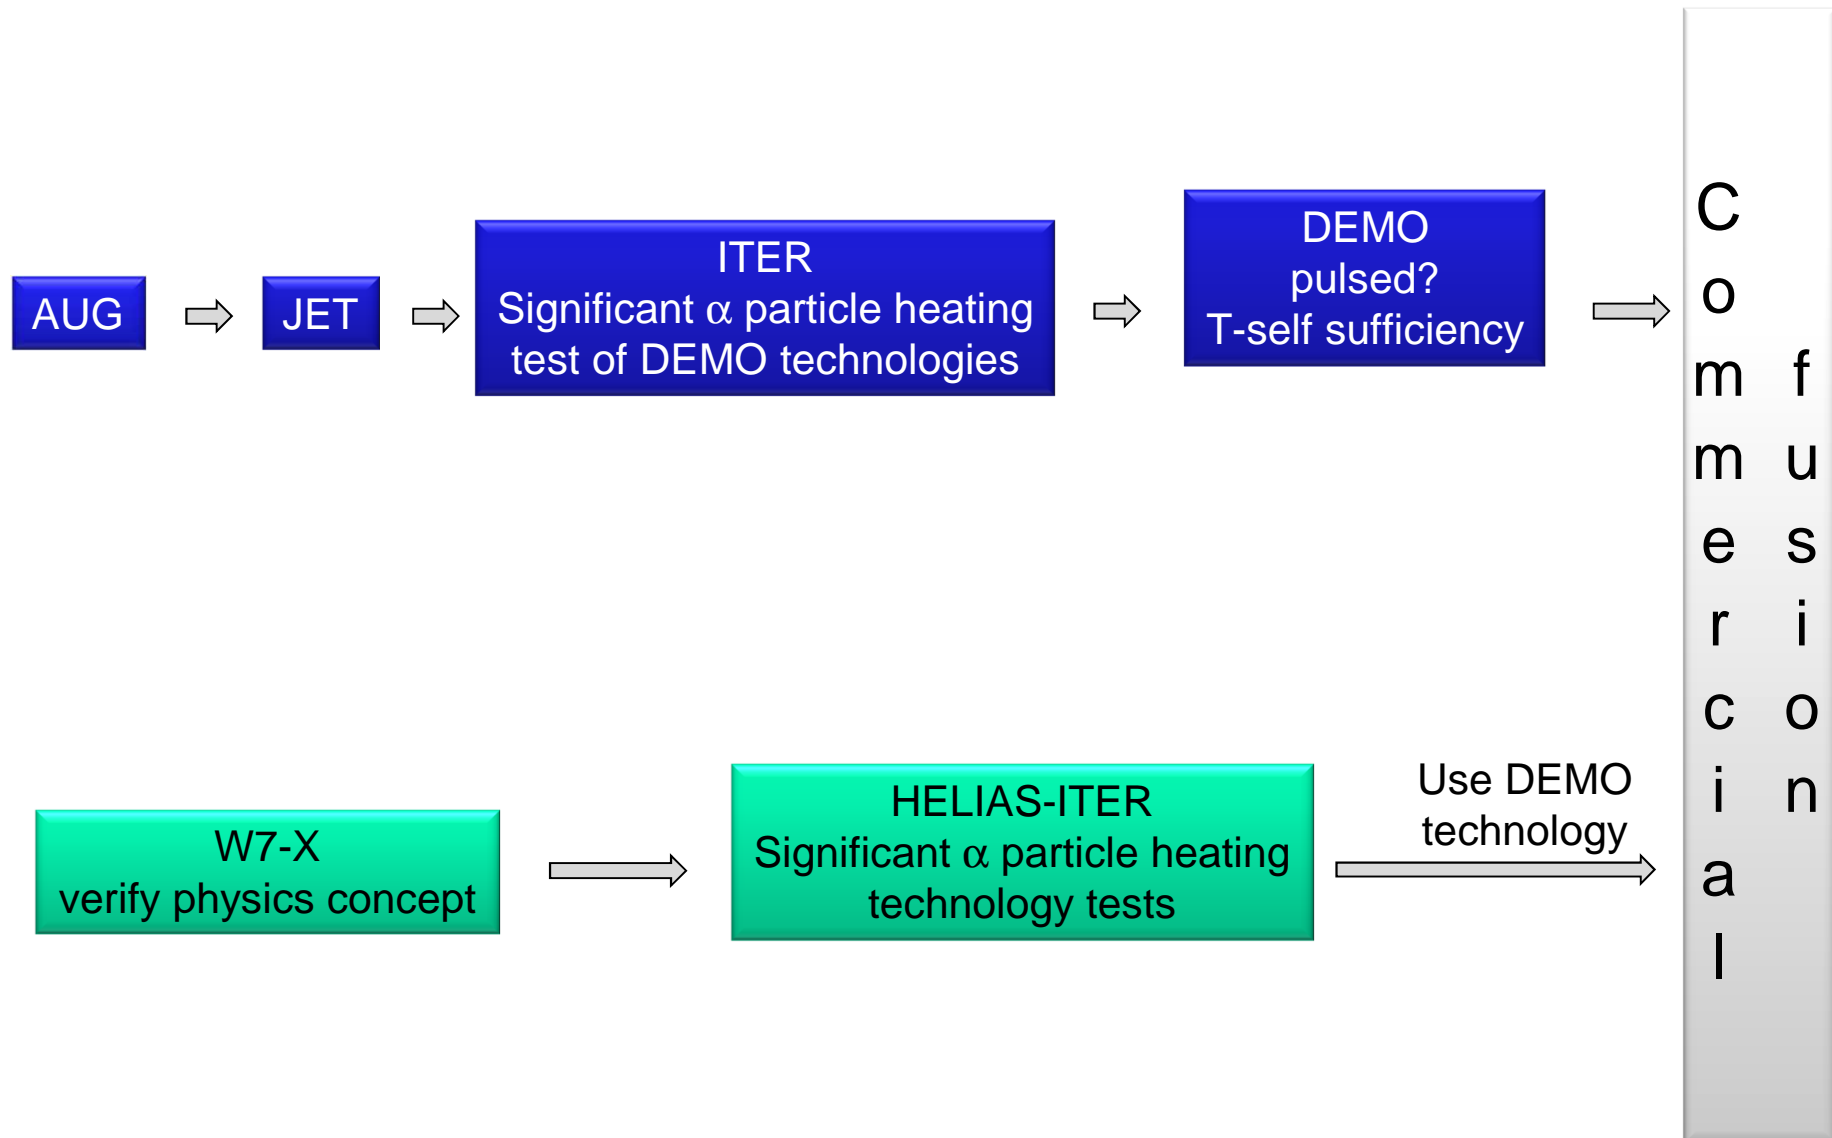 AUG
JET
ITER
Significant α particle heating
test of DEMO technologies
DEMO
pulsed?
T-self sufficiency
W7-X
verify physics concept
HELIAS-ITER
Significant α particle heating
technology tests
Use DEMO
technology
Commercial
fusion